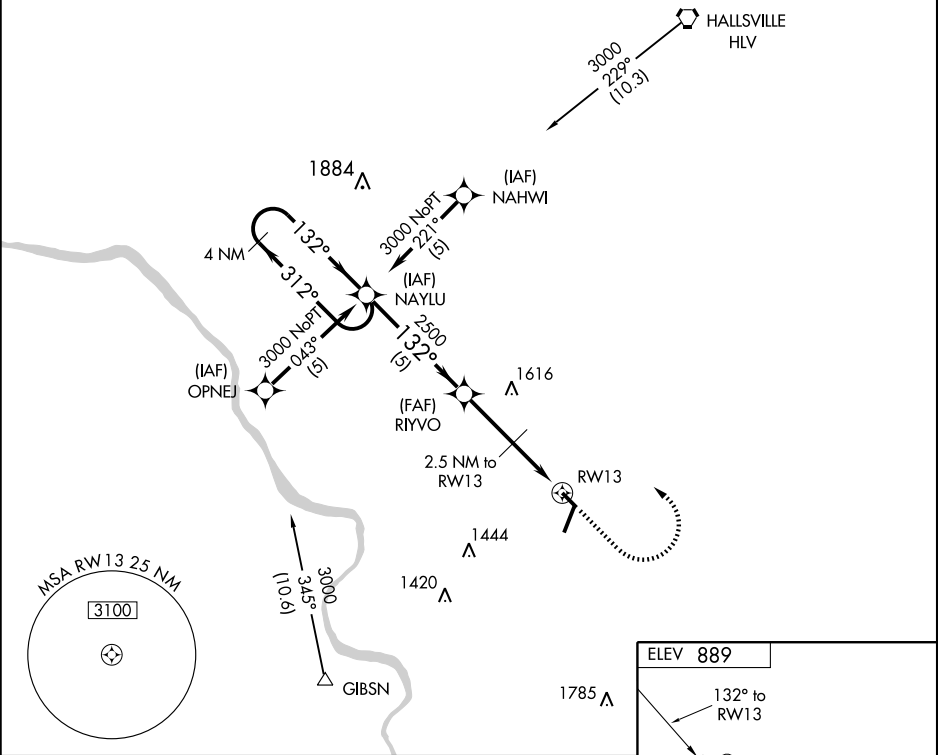 HALLSVILLE
HLV
3000
229°
(10.3)
1884
(IAF)
NAHWI
3000 NoPT
221°
(5)
132°
4 NM
312°
(IAF)
NAYLU
3000 NoPT
043°
(5)
2500
132°
(5)
(IAF)
OPNEJ
1616
(FAF)
RIYVO
2.5 NM to
RW13
RW13
1444
1420
3000
345°
(10.6)
MSA RW13 25 NM
3100
GIBSN
1785
ELEV 889
132° to
RW13